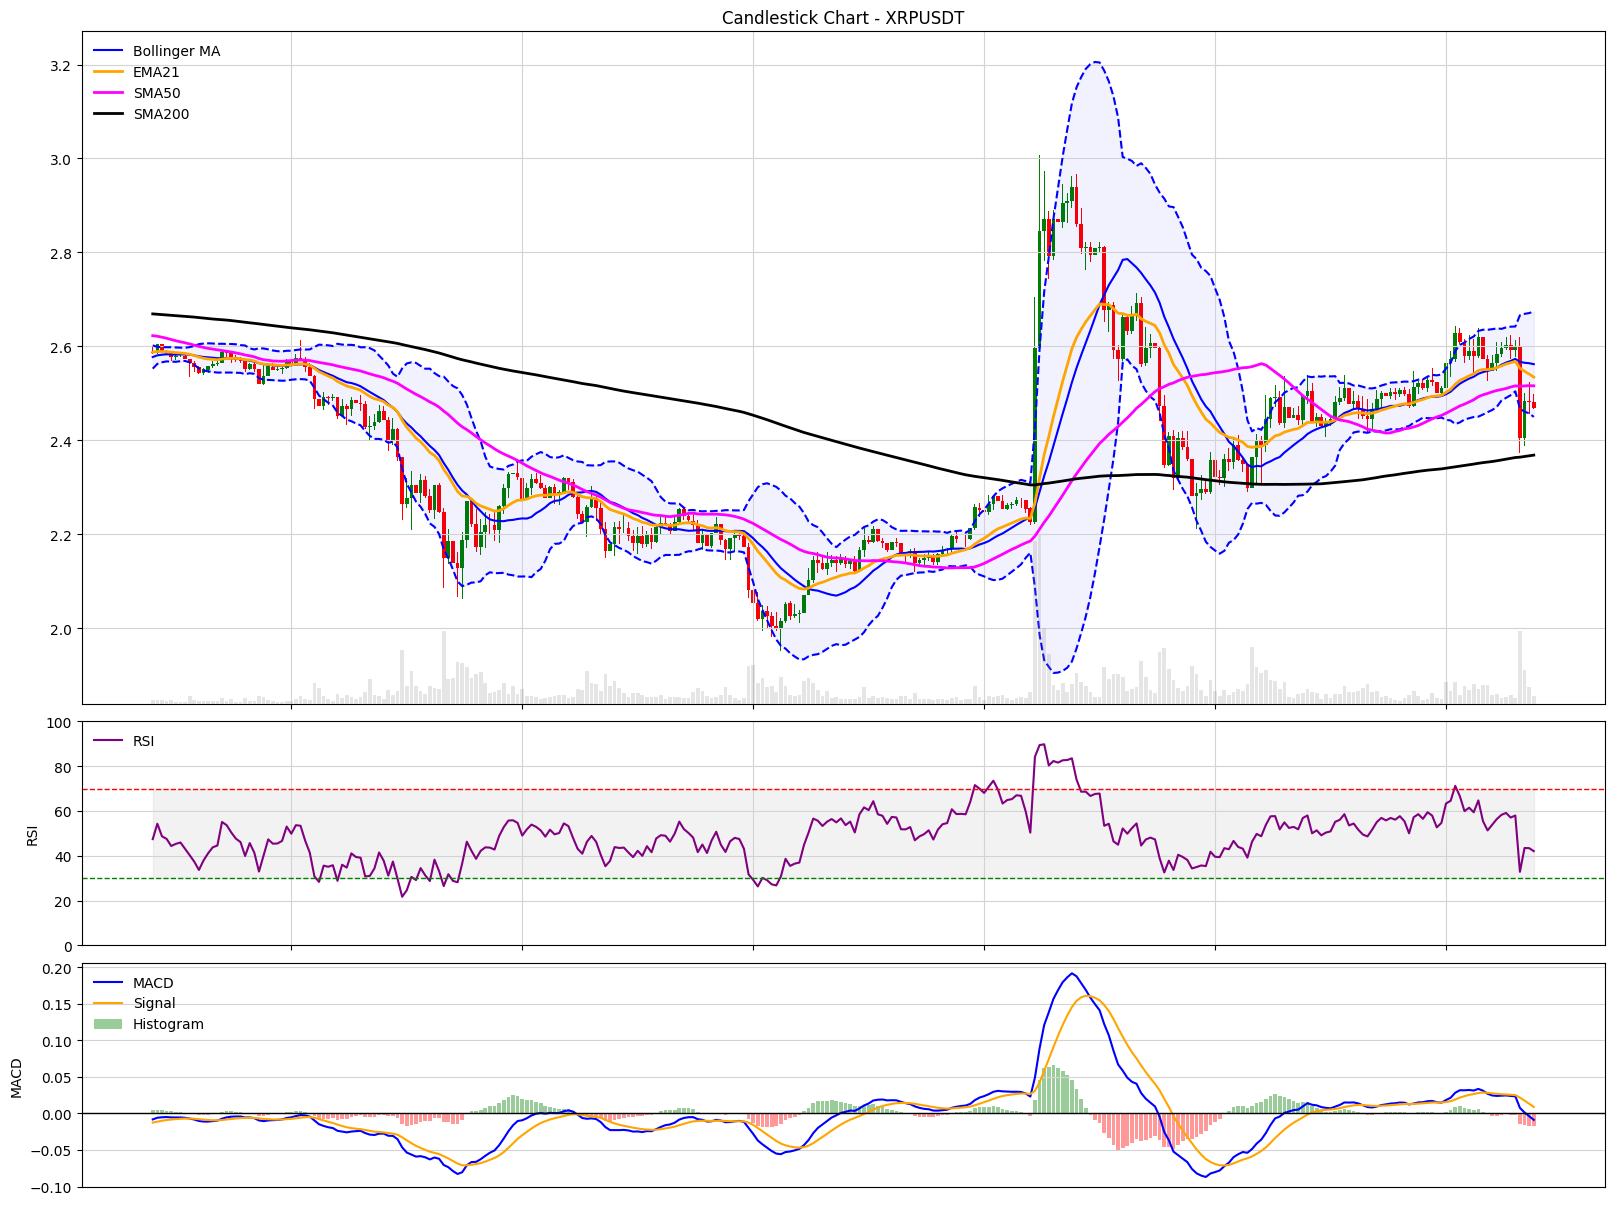 Candlestick Chart - XRPUSDT
Bollinger MA
EMA21
SMA50
SMA200
3.2
3.0
2.8
2.6
2.4
2.2
2.0
RSI
RSI
100
80
60
40
20
0
MACD
MACD
Signal
Histogram
0.20
0.15
0.10
0.05
0.00
−0.05
−0.10